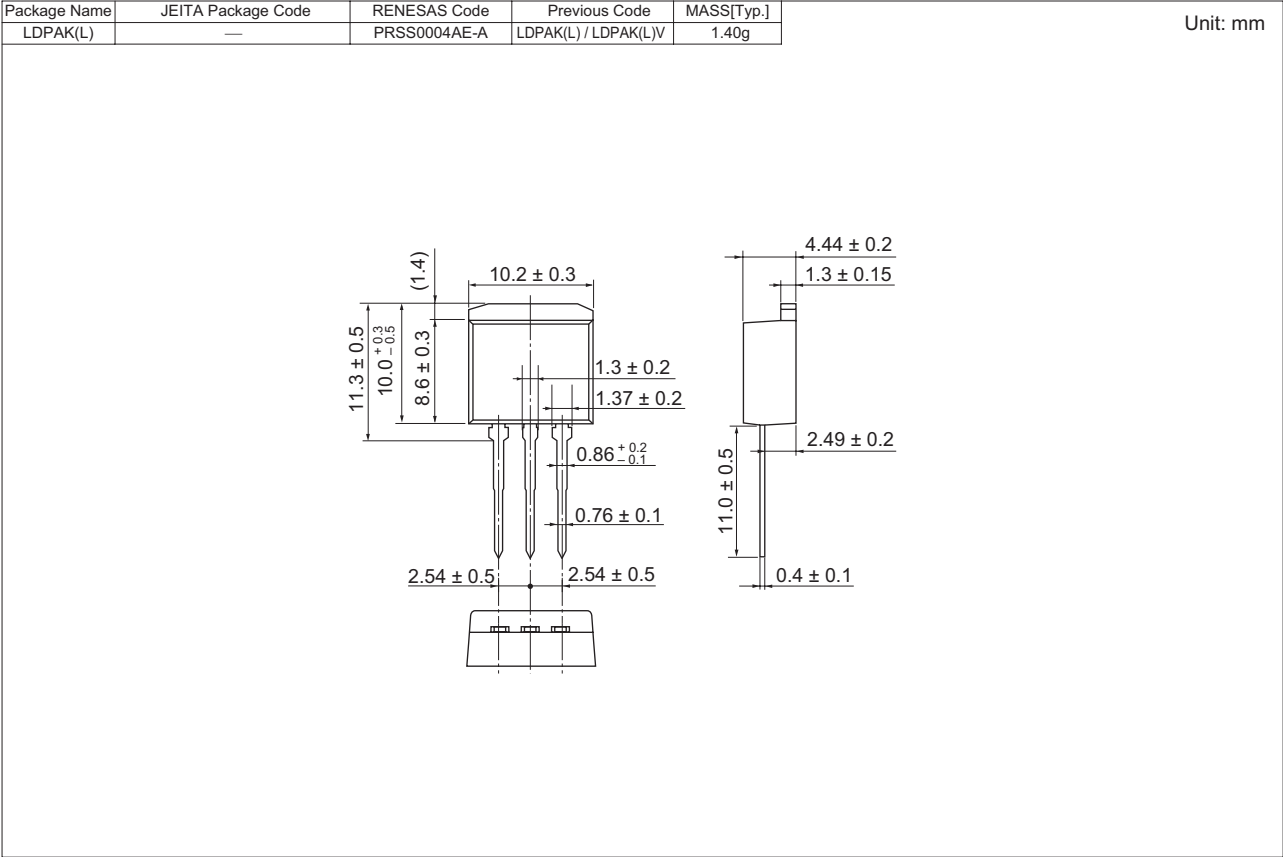 Package Name JEITA Package Code RENESAS Code Previous Code MASS[Typ.]
LDPAK(L) — PRSS0004AE-A LDPAK(L) / LDPAK(L)V 1.40g
Unit: mm
4.44 ± 0.2
(1.4)
10.2 ± 0.3
1.3 ± 0.15
11.3 ± 0.5
10.0 + 0.3 – 0.5
8.6 ± 0.3
1.3 ± 0.2
1.37 ± 0.2
2.49 ± 0.2
0.86 + 0.2 – 0.1
11.0 ± 0.5
0.76 ± 0.1
2.54 ± 0.5
2.54 ± 0.5
0.4 ± 0.1